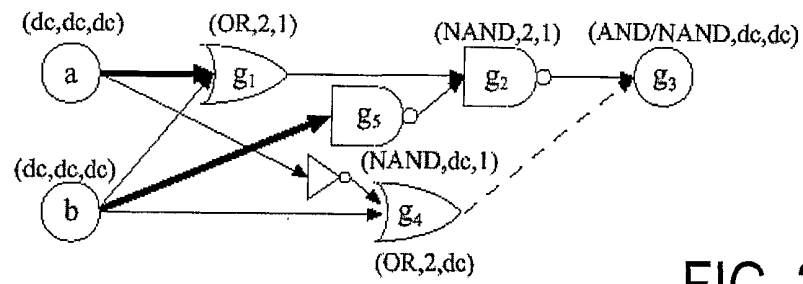 (dc,dc,dc)
(OR,2,1)
(NAND,2,1)
(AND/NAND,dc,dc)
a
g1
g2
g3
g5
(dc,dc,dc)
(NAND,dc,1)
b
g4
(OR,2,dc)
FIG.